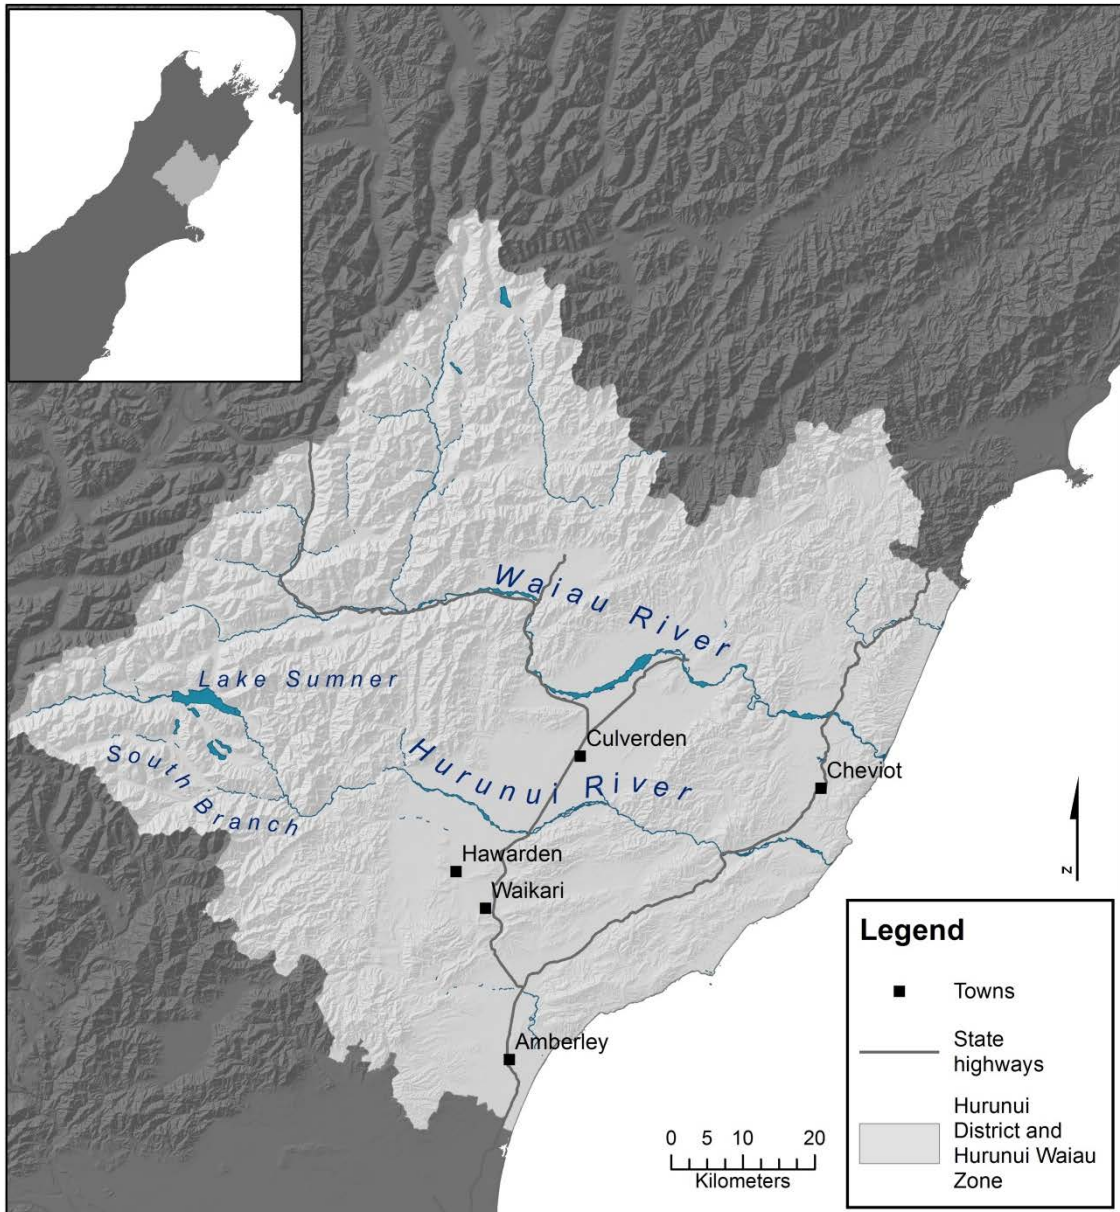 Waiau River
Lake Sumner
Culverden
Hurunui River
South Branch
Cheviot
Hawarden
Waikari
Amberley
N
0 5 10 20
Kilometers
Legend
Towns
State
highways
Hurunui
District and
Hurunui Waiau
Zone